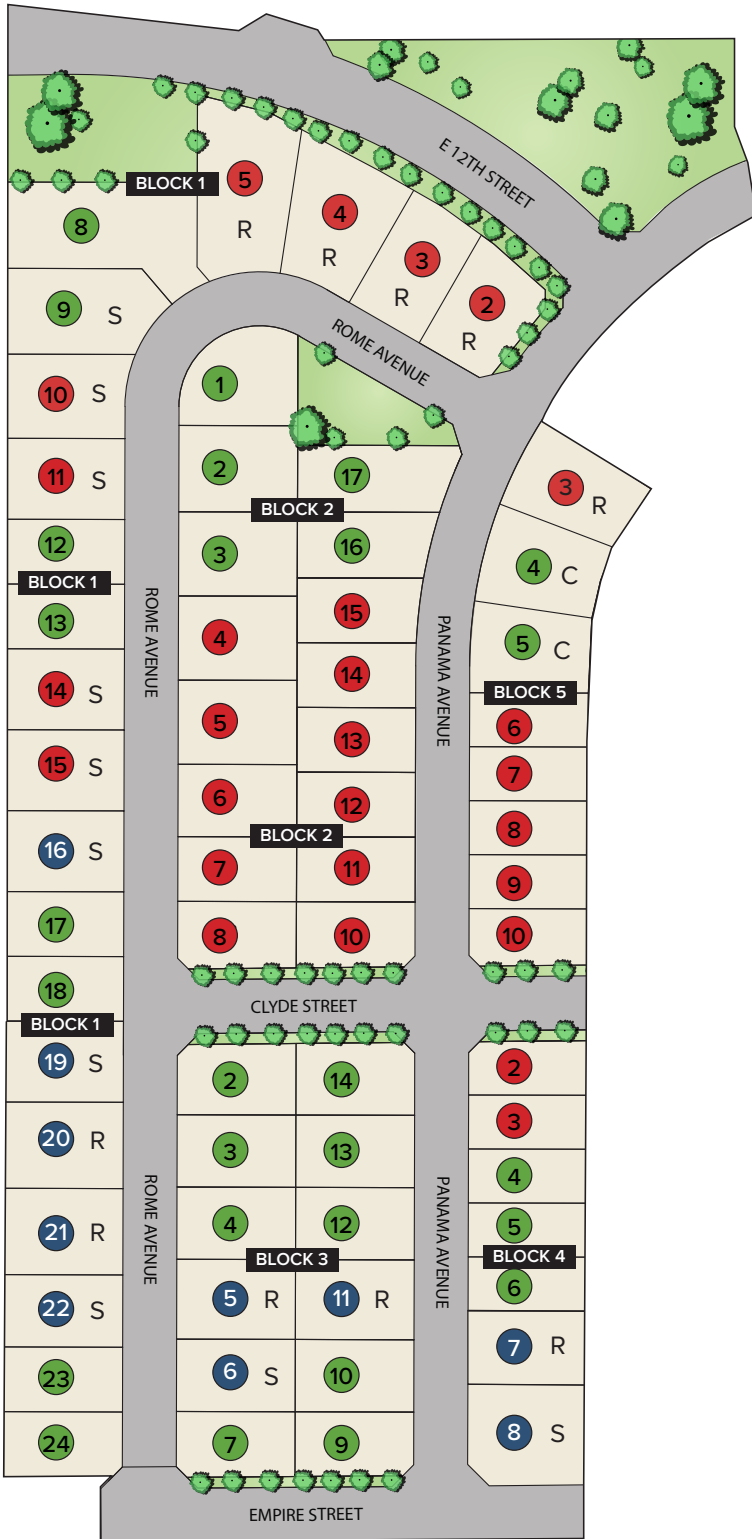 E 12TH STREET
BLOCK 1
5
R
4
R
3
R
2
R
8
9 S
10 S
11 S
12
BLOCK 1
13
14 S
15 S
16 S
17
18
BLOCK 1
19 S
20 R
21 R
22 S
23
24
ROME AVENUE
ROME AVENUE
ROME AVENUE
1
2
17
BLOCK 2
3
16
4
15
5
14
6
13
12
BLOCK 2
7
11
8
10
PANAMA AVENUE
3 R
4 C
5 C
BLOCK 5
6
7
8
9
10
CLYDE STREET
2
14
3
13
4
12
BLOCK 3
5 R
11 R
6 S
10
7
9
PANAMA AVENUE
2
3
4
5
BLOCK 4
6
7 R
8 S
EMPIRE STREET